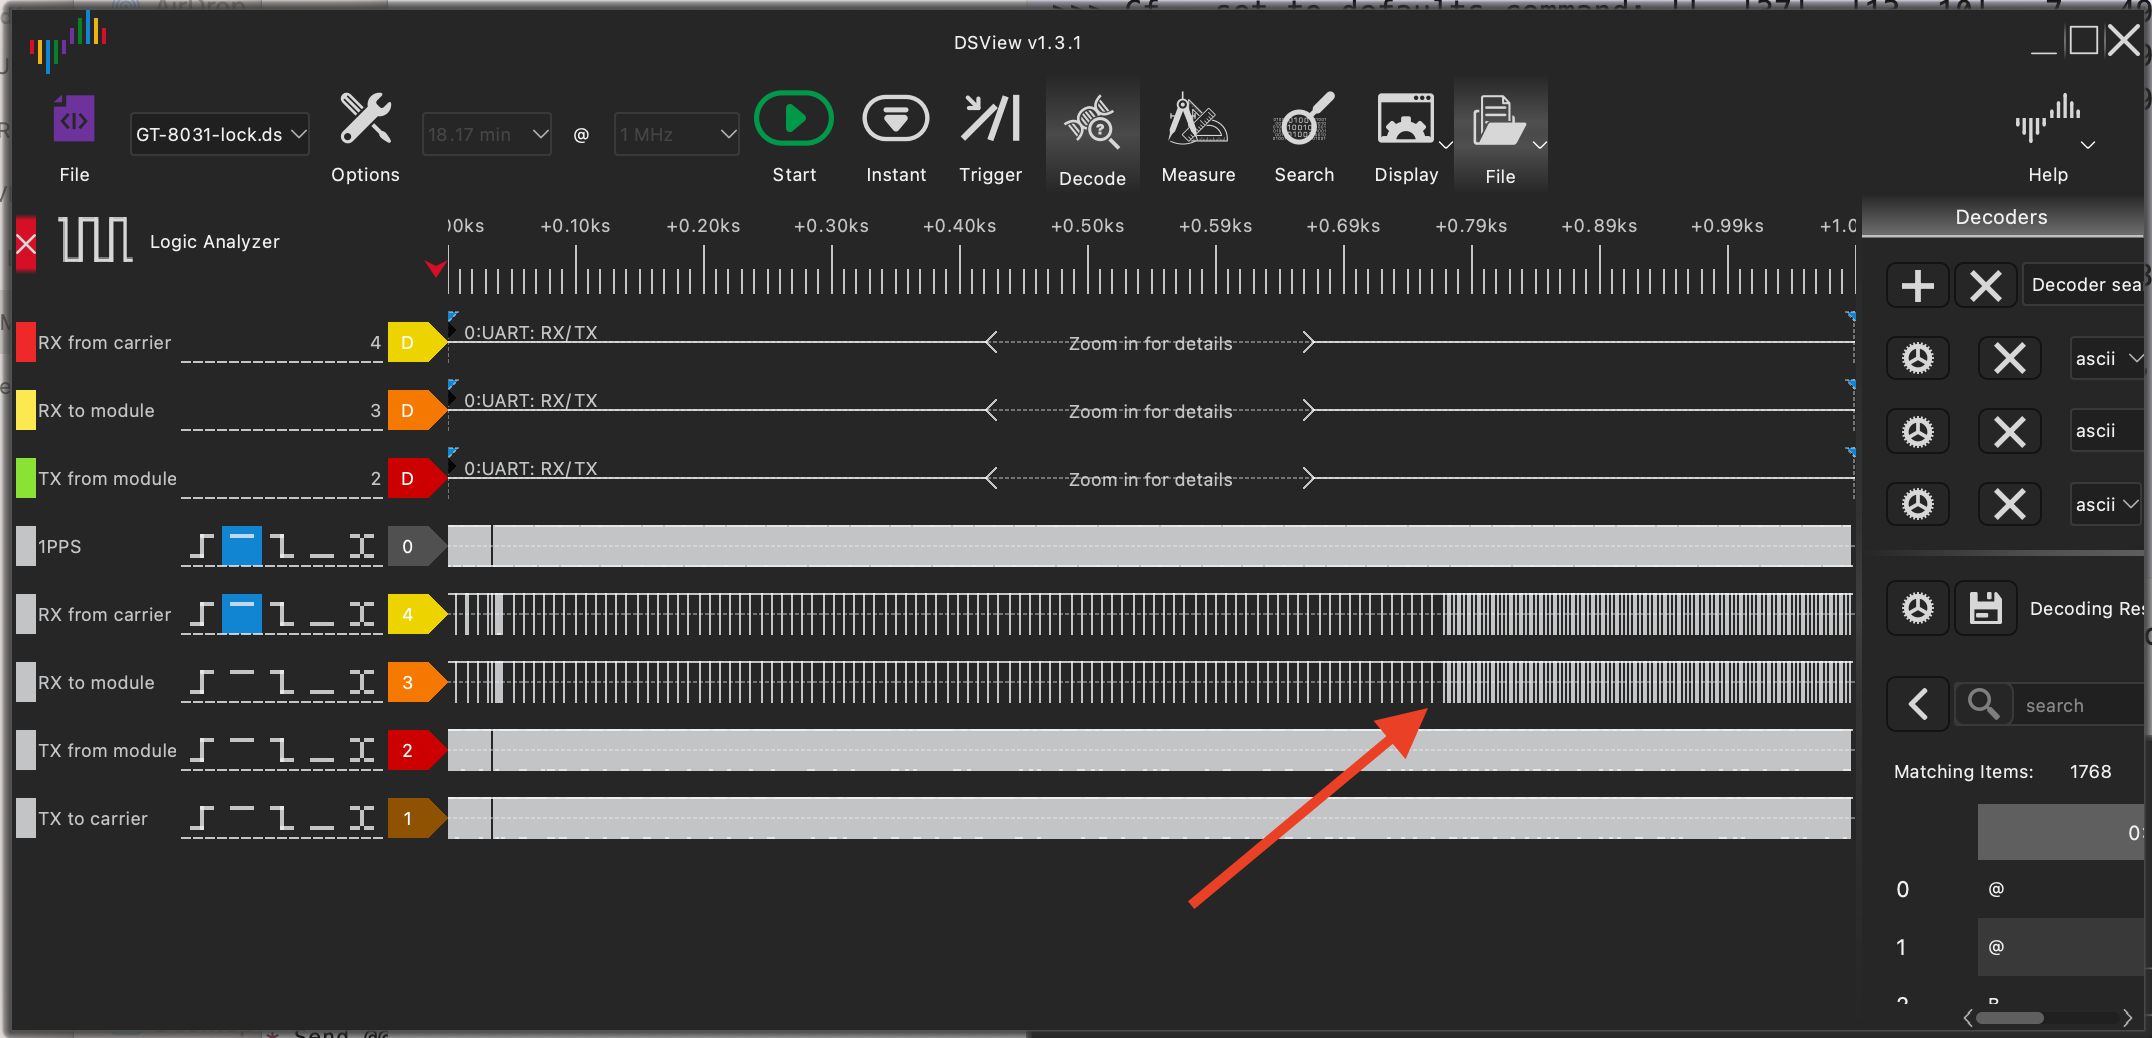 DSView v1.3.1
GT-8031-lock.ds
18.17 min
@
1 MHz
File
Options
Start
Instant
Trigger
Decode
Measure
Search
Display
File
Help
Logic Analyzer
+0.10ks
+0.20ks
+0.30ks
+0.40ks
+0.50ks
+0.59ks
+0.69ks
+0.79ks
+0.89ks
+0.99ks
+1.0
Decoders
Decoder sea
RX from carrier 4 D 0:UART: RX/TX Zoom in for details
ascii
RX to module 3 D 0:UART: RX/TX Zoom in for details
ascii
TX from module 2 D 0:UART: RX/TX Zoom in for details
ascii
1PPS 0
RX from carrier 4
Decoding Res
RX to module 3
search
TX from module 2
Matching Items: 1768
TX to carrier 1
0:
0 @
1 @
* Send @@